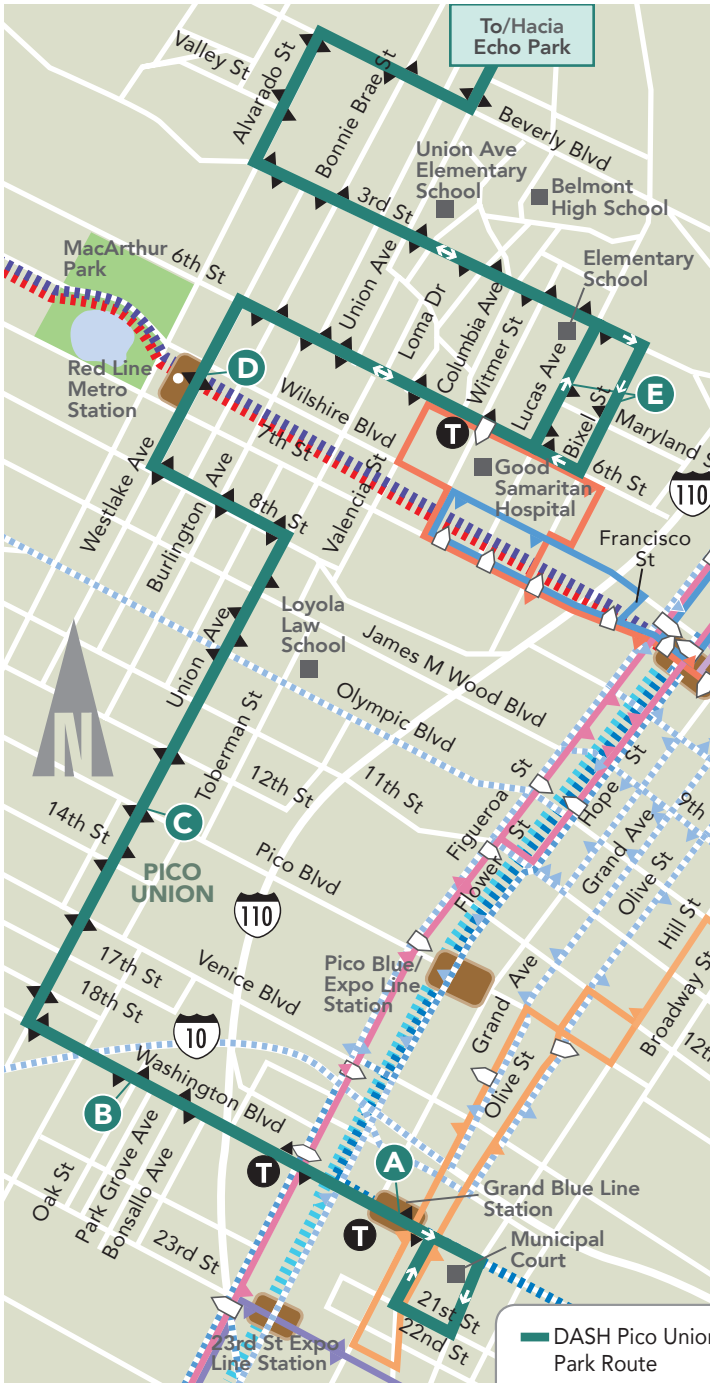 To/Hacia
Echo Park
Valley St
Alvarado St
Bonnie Brae St
Beverly Blvd
Union Ave
Elementary
School
Belmont
High School
3rd St
MacArthur
Park
6th St
Union Ave
Loma Dr
Columbia Ave
Witmer St
Elementary
School
Lucas Ave
Bixel St
E
Maryland S
Red Line
Metro
Station
D
Wilshire Blvd
7th St
T
Good
Samaritan
Hospital
6th St
110
Westlake Ave
Burlington Ave
8th St
Valencia St
Francisco
St
Loyola
Law
School
James M Wood Blvd
Union Ave
Olympic Blvd
N
Toberman St
12th St
11th St
Figueroa St
Flower St
Hope St
9th
14th St
C
PICO
UNION
Pico Blvd
Grand Ave
Olive St
Hill St
110
17th St
18th St
Venice Blvd
Pico Blue/
Expo Line
Station
Grand Ave
Olive St
Broadway St
12th
10
Washington Blvd
B
Oak St
Park Grove Ave
Bonsallo Ave
T
A
Grand Blue Line
Station
T
Municipal
Court
23rd St
21st St
22nd St
23rd St Expo
Line Station
DASH Pico Union
Park Route